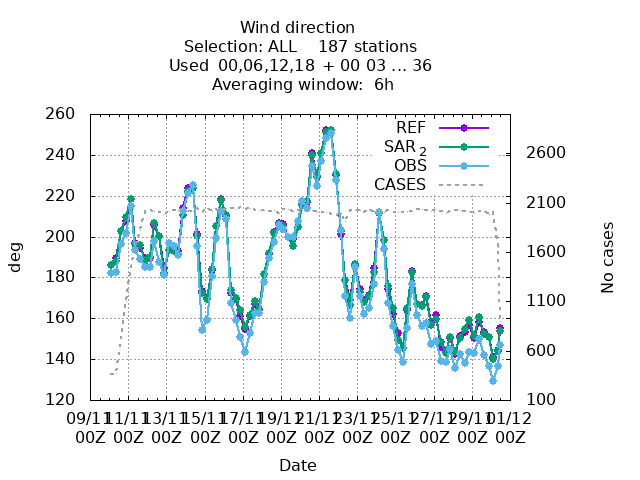 Wind direction
Selection: ALL    187 stations
Used  00,06,12,18 + 00 03 ... 36
Averaging window:  6h
260
240
220
200
180
160
140
120
deg
REF
SAR 2
OBS
CASES
2600
2100
1600
1100
600
100
No cases
09/11 11/11 13/11 15/11 17/11 19/11 21/11 23/11 25/11 27/11 29/11 01/12
00Z 00Z 00Z 00Z 00Z 00Z 00Z 00Z 00Z 00Z 00Z 00Z
Date